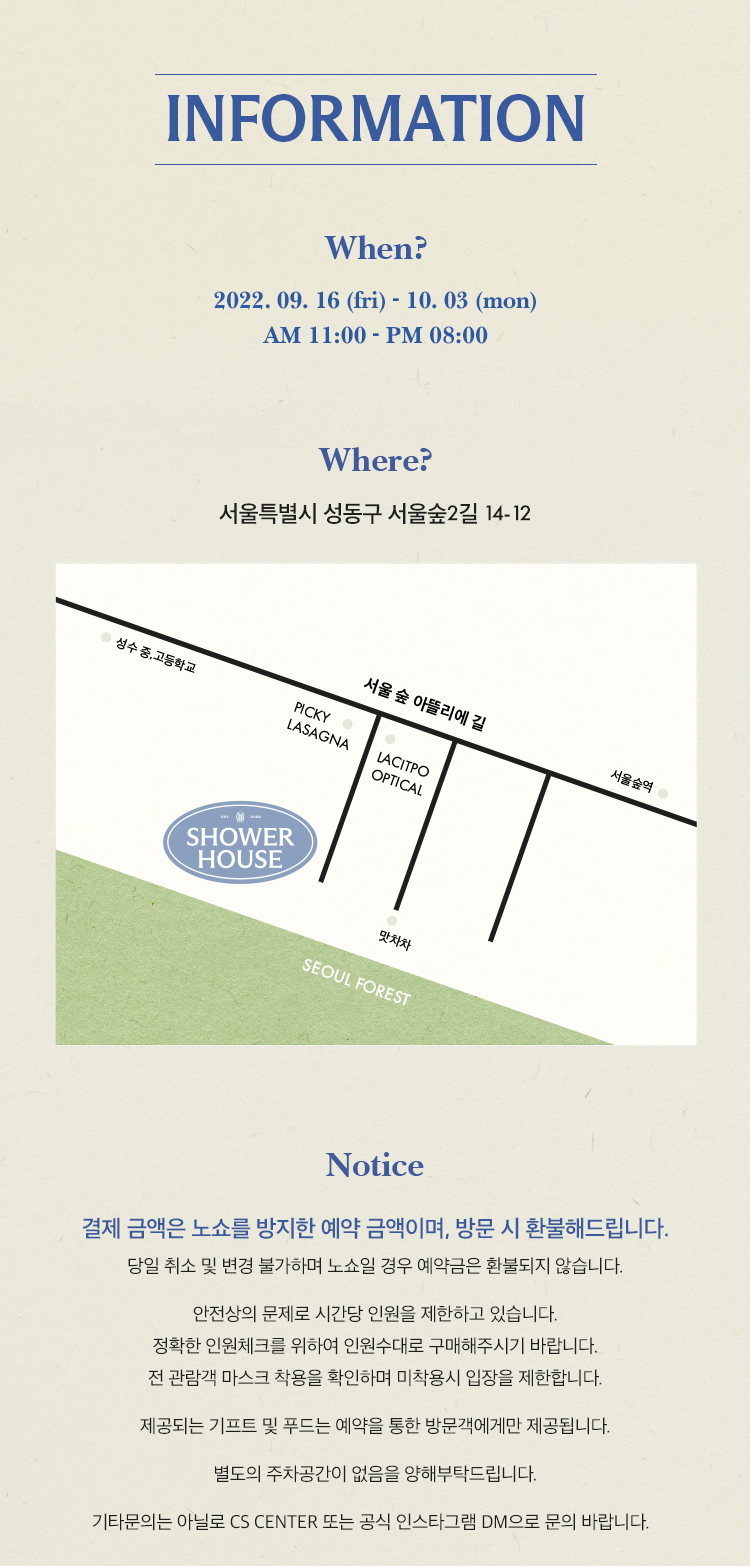 INFORMATION
When?
2022. 09. 16 (fri) - 10. 03 (mon)
AM 11:00 - PM 08:00
Where?
서울특별시 성동구 서울숲2길 14-12
성수 중,고등학교
서울 숲 아뜰리에 길
PICKY
LASAGNA
LACITPO
OPTICAL
서울숲역
SHOWER
HOUSE
맛차차
SEOUL FOREST
Notice
결제 금액은 노쇼를 방지한 예약 금액이며, 방문 시 환불해드립니다.
당일 취소 및 변경 불가하며 노쇼일 경우 예약금은 환불되지 않습니다.
안전상의 문제로 시간당 인원을 제한하고 있습니다.
정확한 인원체크를 위하여 인원수대로 구매해주시기 바랍니다.
전 관람객 마스크 착용을 확인하며 미착용시 입장을 제한합니다.
제공되는 기프트 및 푸드는 예약을 통한 방문객에게만 제공됩니다.
별도의 주차공간이 없음을 양해부탁드립니다.
기타문의는 아닐로 CS CENTER 또는 공식 인스타그램 DM으로 문의 바랍니다.